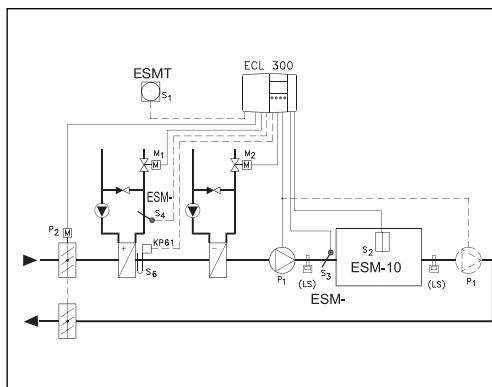 ECL 300
ESMT
S1
M1
M
M2
M
ESM-
S4
P2
M
KP61
+
−
S6
P1
(LS)
S3
ESM-
S2
ESM-10
(LS)
P1